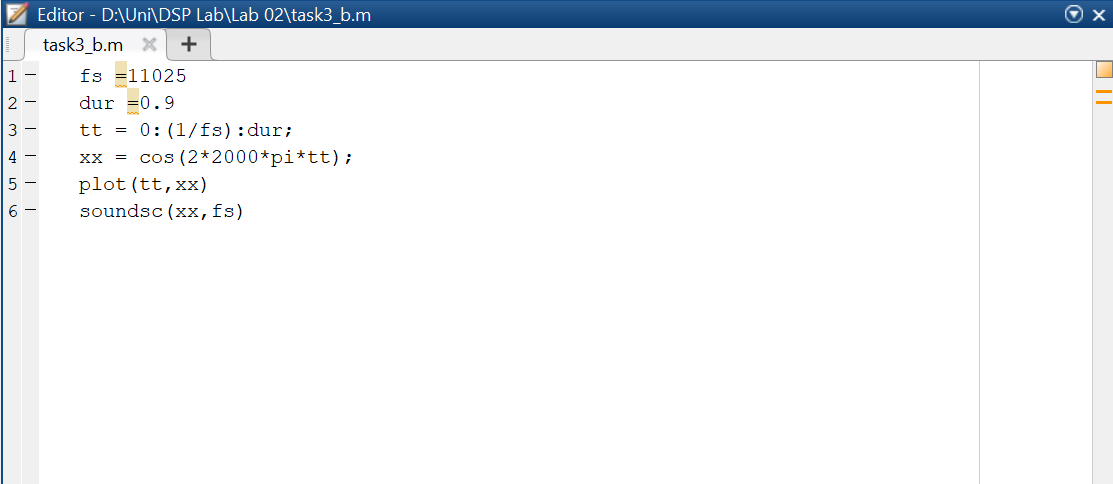 Editor - D:\Uni\DSP Lab\Lab 02\task3_b.m
task3_b.m
1 fs =11025
2 dur =0.9
3 tt = 0:(1/fs):dur;
4 xx = cos(2*2000*pi*tt);
5 plot(tt,xx)
6 soundsc(xx,fs)